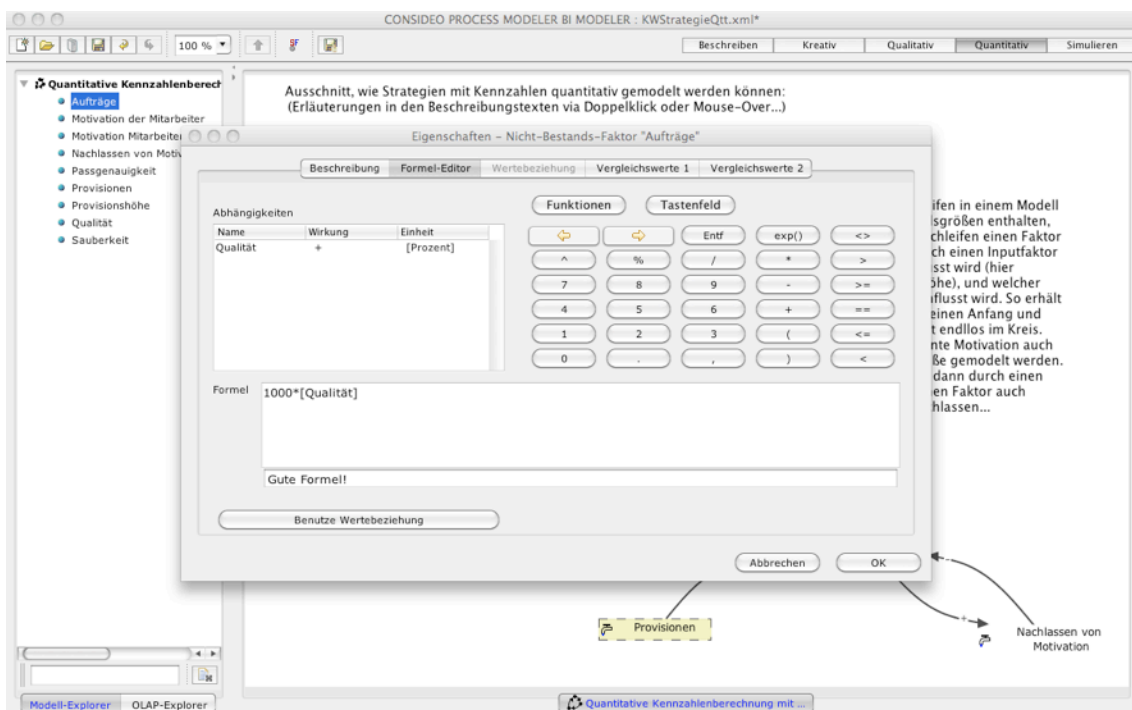 CONSIDEO PROCESS MODELER BI MODELER : KWStrategieQtt.xml*
100 %
Beschreiben Kreativ Qualitativ Quantitativ Simulieren
Quantitative Kennzahlenberech
Aufträge
Motivation der Mitarbeiter
Motivation Mitarbeiter
Nachlassen von Motiv
Passgenauigkeit
Provisionen
Provisionshöhe
Qualität
Sauberkeit
Modell-Explorer OLAP-Explorer
Ausschnitt, wie Strategien mit Kennzahlen quantitativ gemodelt werden können:
(Erläuterungen in den Beschreibungstexten via Doppelklick oder Mouse-Over...)
Eigenschaften – Nicht-Bestands-Faktor "Aufträge"
Beschreibung Formel-Editor Wertebeziehung Vergleichswerte 1 Vergleichswerte 2
Abhängigkeiten
Name Wirkung Einheit
Qualität + [Prozent]
Funktionen Tastenfeld
Entf exp() <>
^ % / * >
7 8 9 - >=
4 5 6 + ==
1 2 3 ( <=
0 . , ) <
Formel
1000*[Qualität]
Gute Formel!
Benutze Wertebeziehung
Abbrechen OK
ifen in einem Modell
lsgrößen enthalten,
chleifen einen Faktor
ch einen Inputfaktor
sst wird (hier
öhe), und welcher
nflusst wird. So erhält
einen Anfang und
t endllos im Kreis.
nte Motivation auch
ße gemodelt werden.
dann durch einen
en Faktor auch
hlassen...
Provisionen
+
Nachlassen von
Motivation
Quantitative Kennzahlenberechnung mit ...